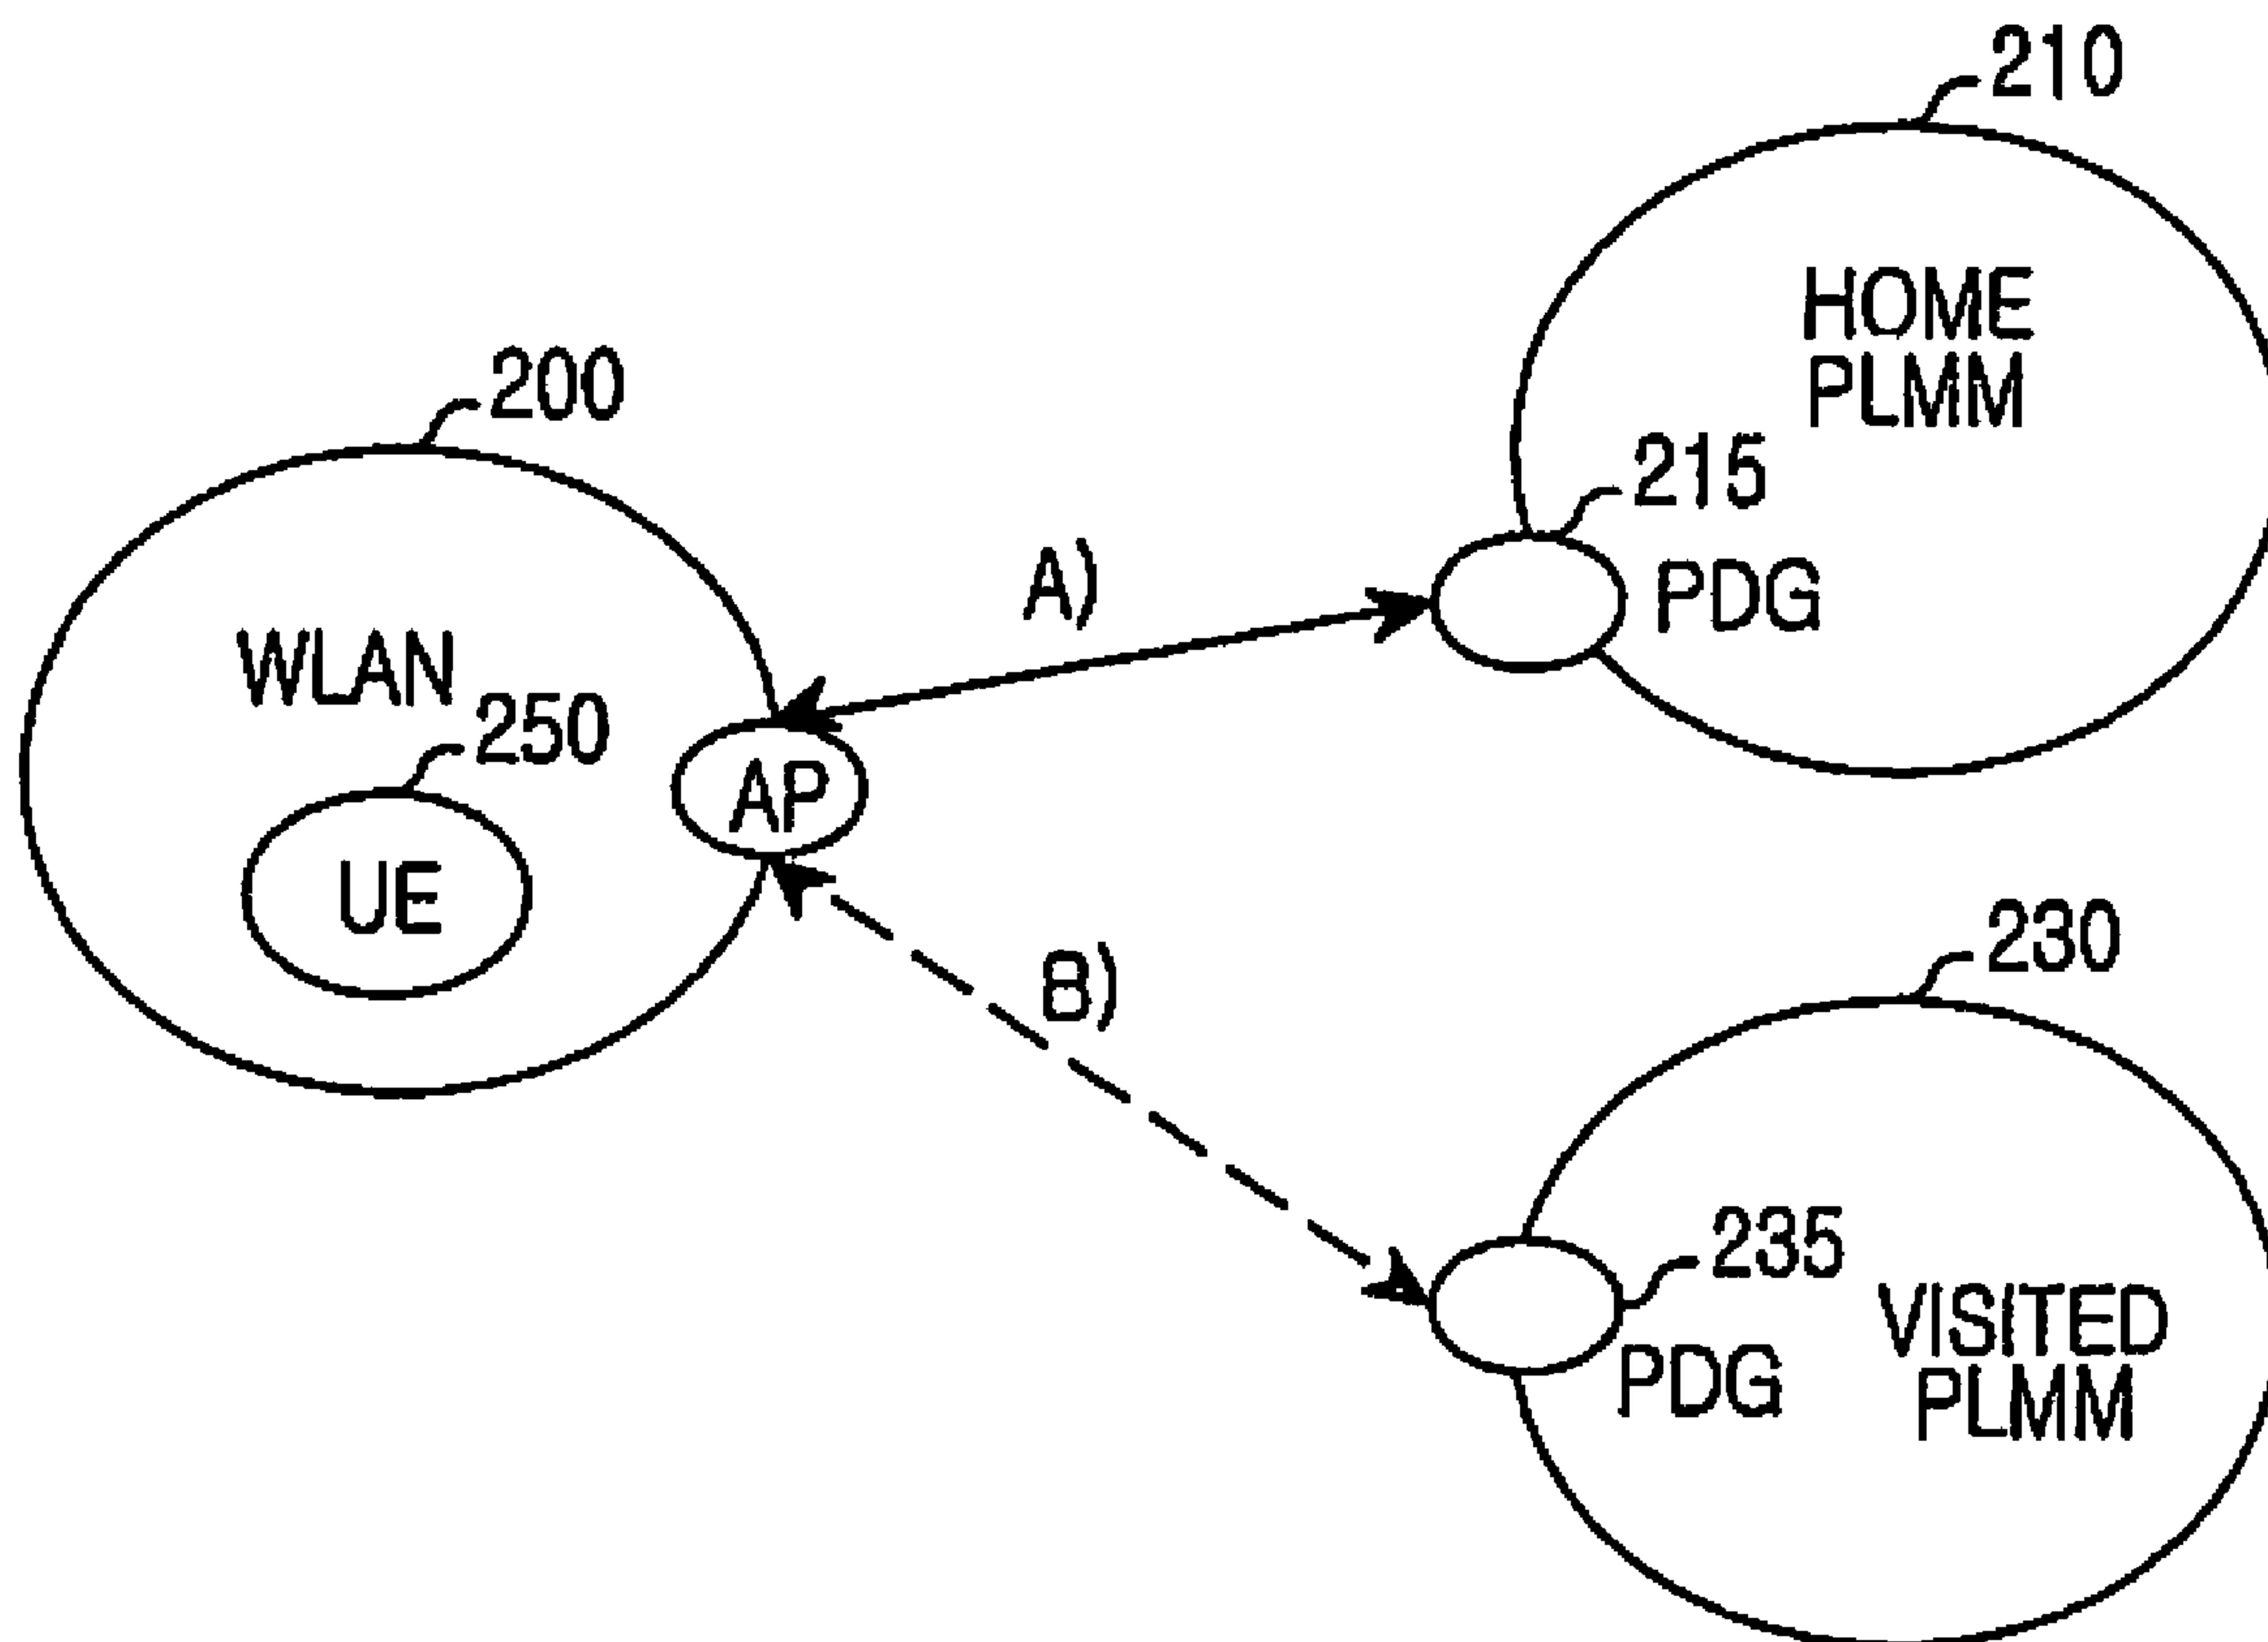 210
HOME
PLMM
200
215
A)
PDG
WLAN
250
AP
UE
230
B)
235
VISITED
PDG
PLMM